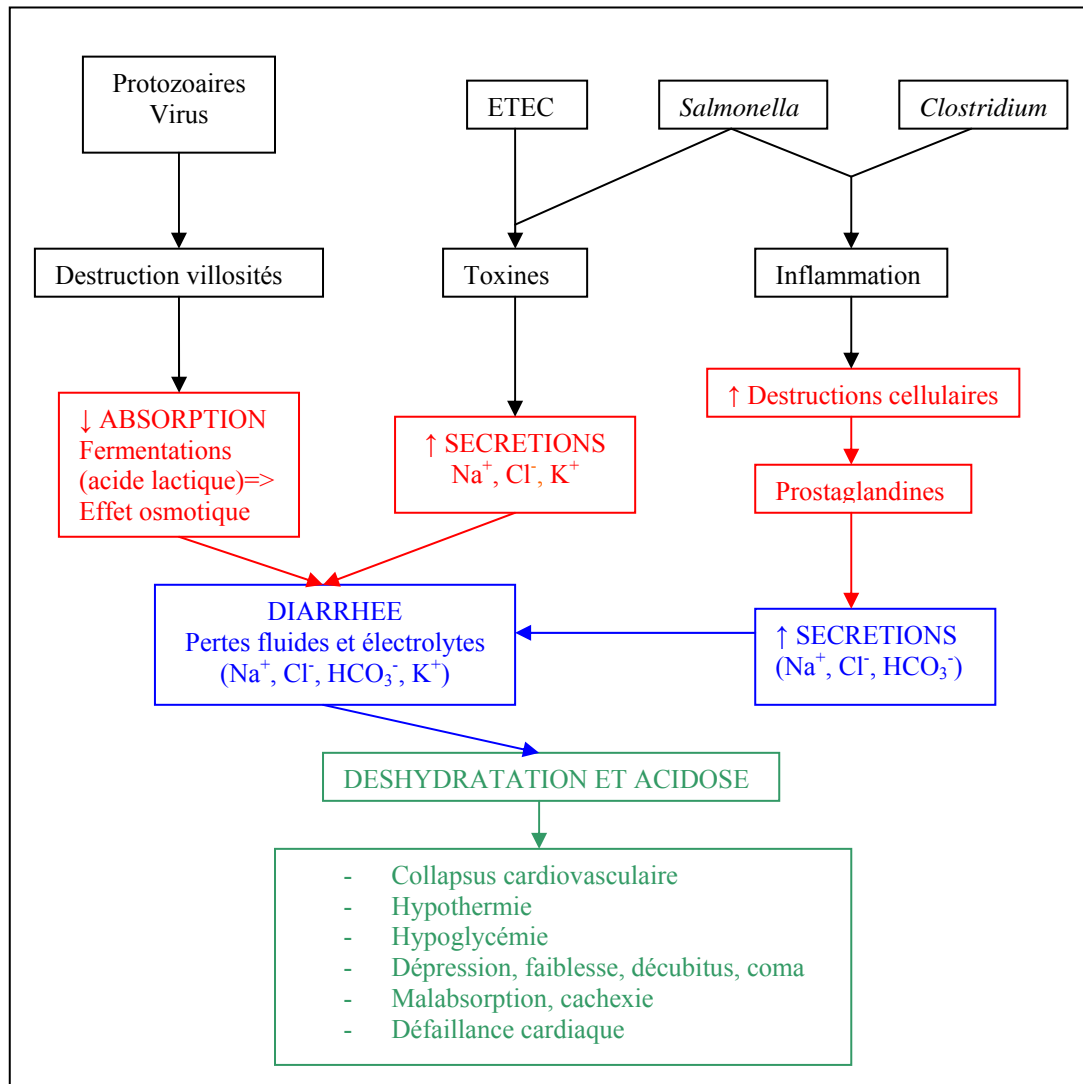 Protozoaires
Virus
ETEC
Salmonella
Clostridium
Destruction villosités
Toxines
Inflammation
↓ ABSORPTION
Fermentations
(acide lactique)=>
Effet osmotique
↑ SECRETIONS
Na⁺, Cl⁻, K⁺
↑ Destructions cellulaires
Prostaglandines
DIARRHEE
Pertes fluides et électrolytes
(Na⁺, Cl⁻, HCO₃⁻, K⁺)
↑ SECRETIONS
(Na⁺, Cl⁻, HCO₃⁻)
DESHYDRATATION ET ACIDOSE
- Collapsus cardiovasculaire
- Hypothermie
- Hypoglycémie
- Dépression, faiblesse, décubitus, coma
- Malabsorption, cachexie
- Défaillance cardiaque